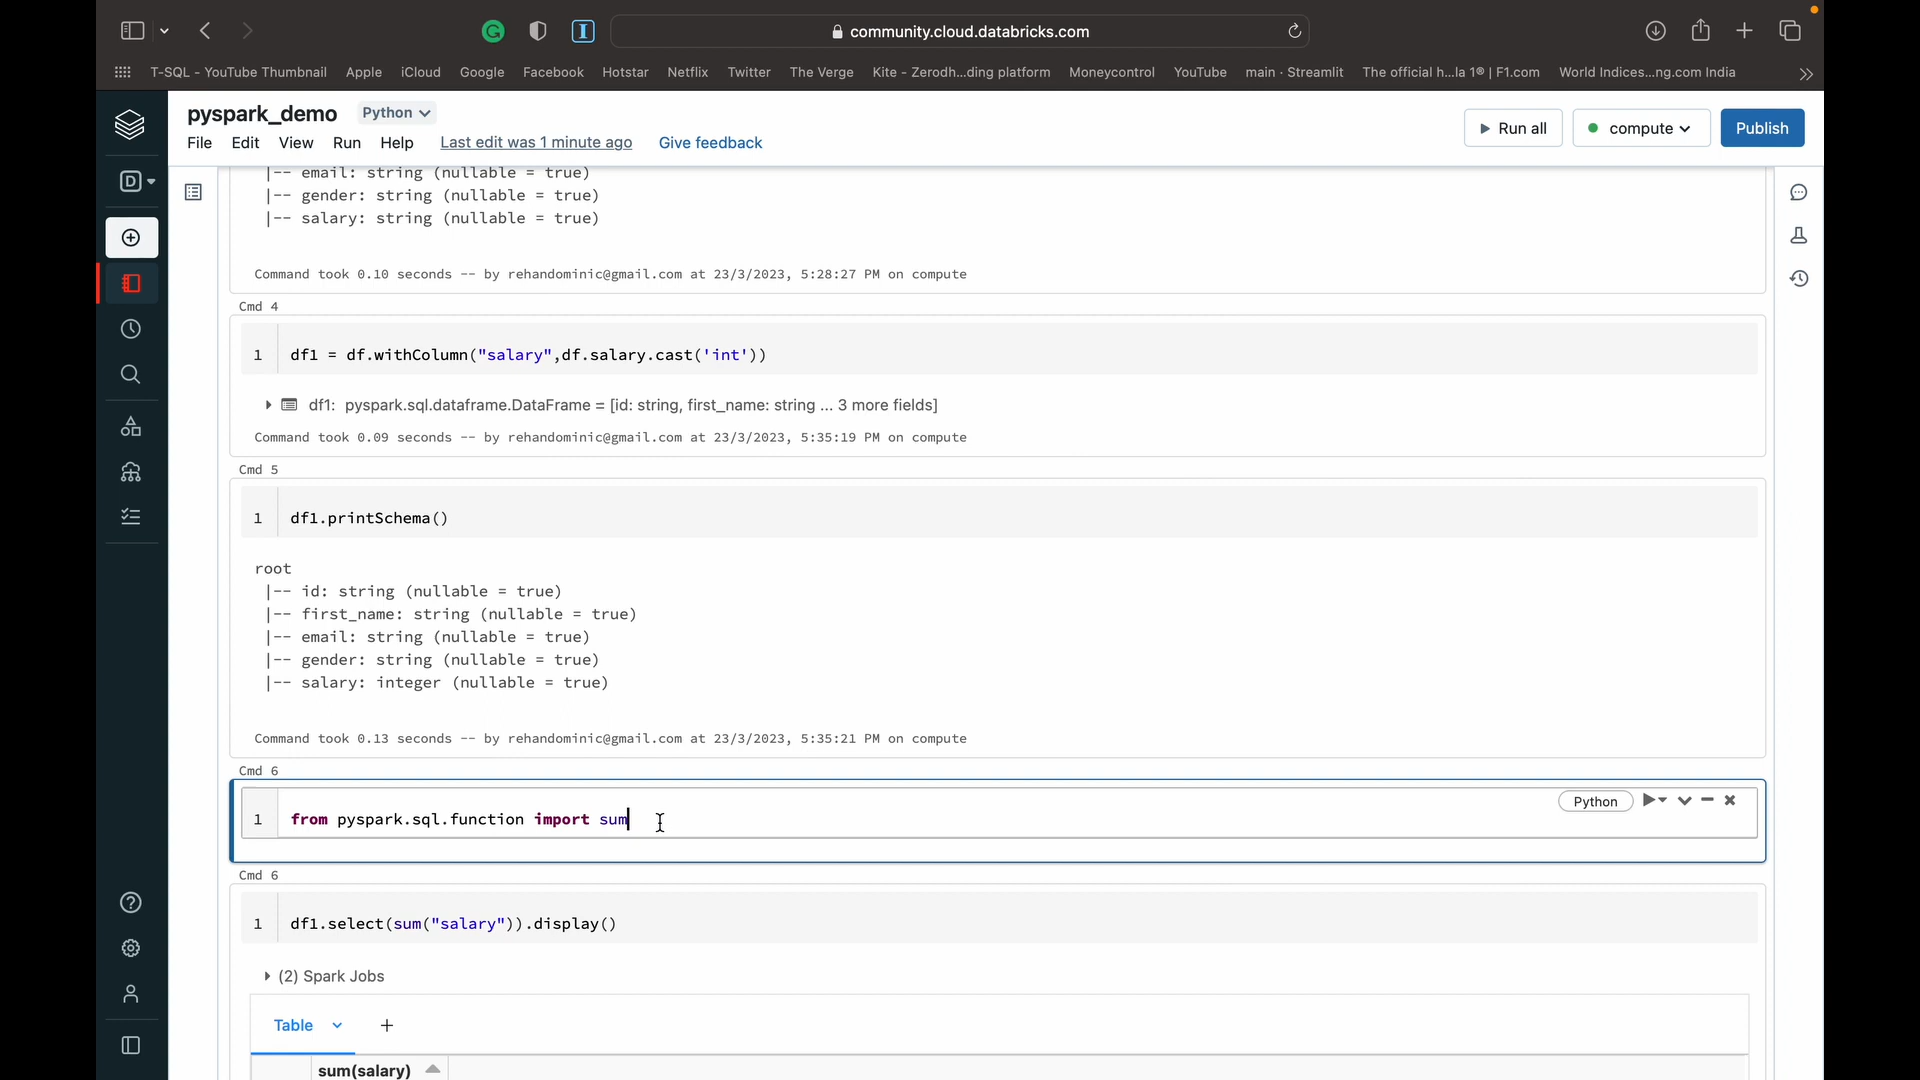 community.cloud.databricks.com
T-SQL - YouTube Thumbnail Apple iCloud Google Facebook Hotstar Netflix Twitter The Verge Kite - Zerodh...ding platform Moneycontrol YouTube main · Streamlit The official h...la 1® | F1.com World Indices...ng.com India
pyspark_demo Python
Run all compute Publish
File Edit View Run Help Last edit was 1 minute ago Give feedback
D
|-- email: string (nullable = true)
|-- gender: string (nullable = true)
|-- salary: string (nullable = true)
Command took 0.10 seconds -- by rehandominic@gmail.com at 23/3/2023, 5:28:27 PM on compute
Cmd 4
1 df1 = df.withColumn("salary",df.salary.cast('int'))
df1: pyspark.sql.dataframe.DataFrame = [id: string, first_name: string ... 3 more fields]
Command took 0.09 seconds -- by rehandominic@gmail.com at 23/3/2023, 5:35:19 PM on compute
Cmd 5
1 df1.printSchema()
root
|-- id: string (nullable = true)
|-- first_name: string (nullable = true)
|-- email: string (nullable = true)
|-- gender: string (nullable = true)
|-- salary: integer (nullable = true)
Command took 0.13 seconds -- by rehandominic@gmail.com at 23/3/2023, 5:35:21 PM on compute
Cmd 6
Python
1 from pyspark.sql.function import sum
Cmd 6
1 df1.select(sum("salary")).display()
(2) Spark Jobs
Table +
sum(salary)